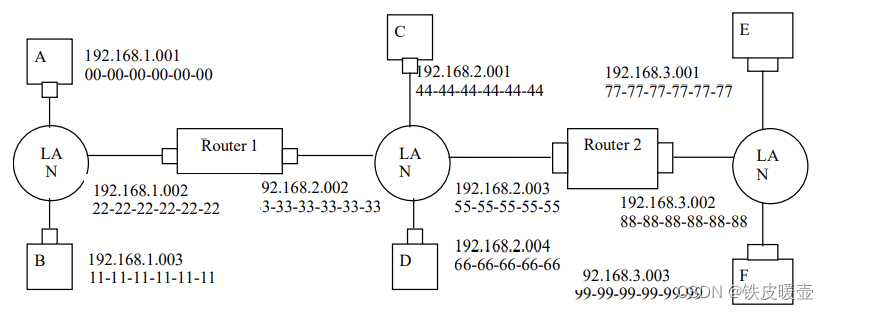 A
192.168.1.001
00-00-00-00-00-00
C
192.168.2.001
44-44-44-44-44-44
E
192.168.3.001
77-77-77-77-77-77
LA
N
Router 1
LA
N
Router 2
LA
N
192.168.1.002
22-22-22-22-22-22
92.168.2.002
3-33-33-33-33-33
192.168.2.003
55-55-55-55-55
192.168.3.002
88-88-88-88-88-88
B
192.168.1.003
11-11-11-11-11-11
D
192.168.2.004
66-66-66-66-66
F
92.168.3.003
99-99-99-99-99-99
CSDN @铁皮暖壶